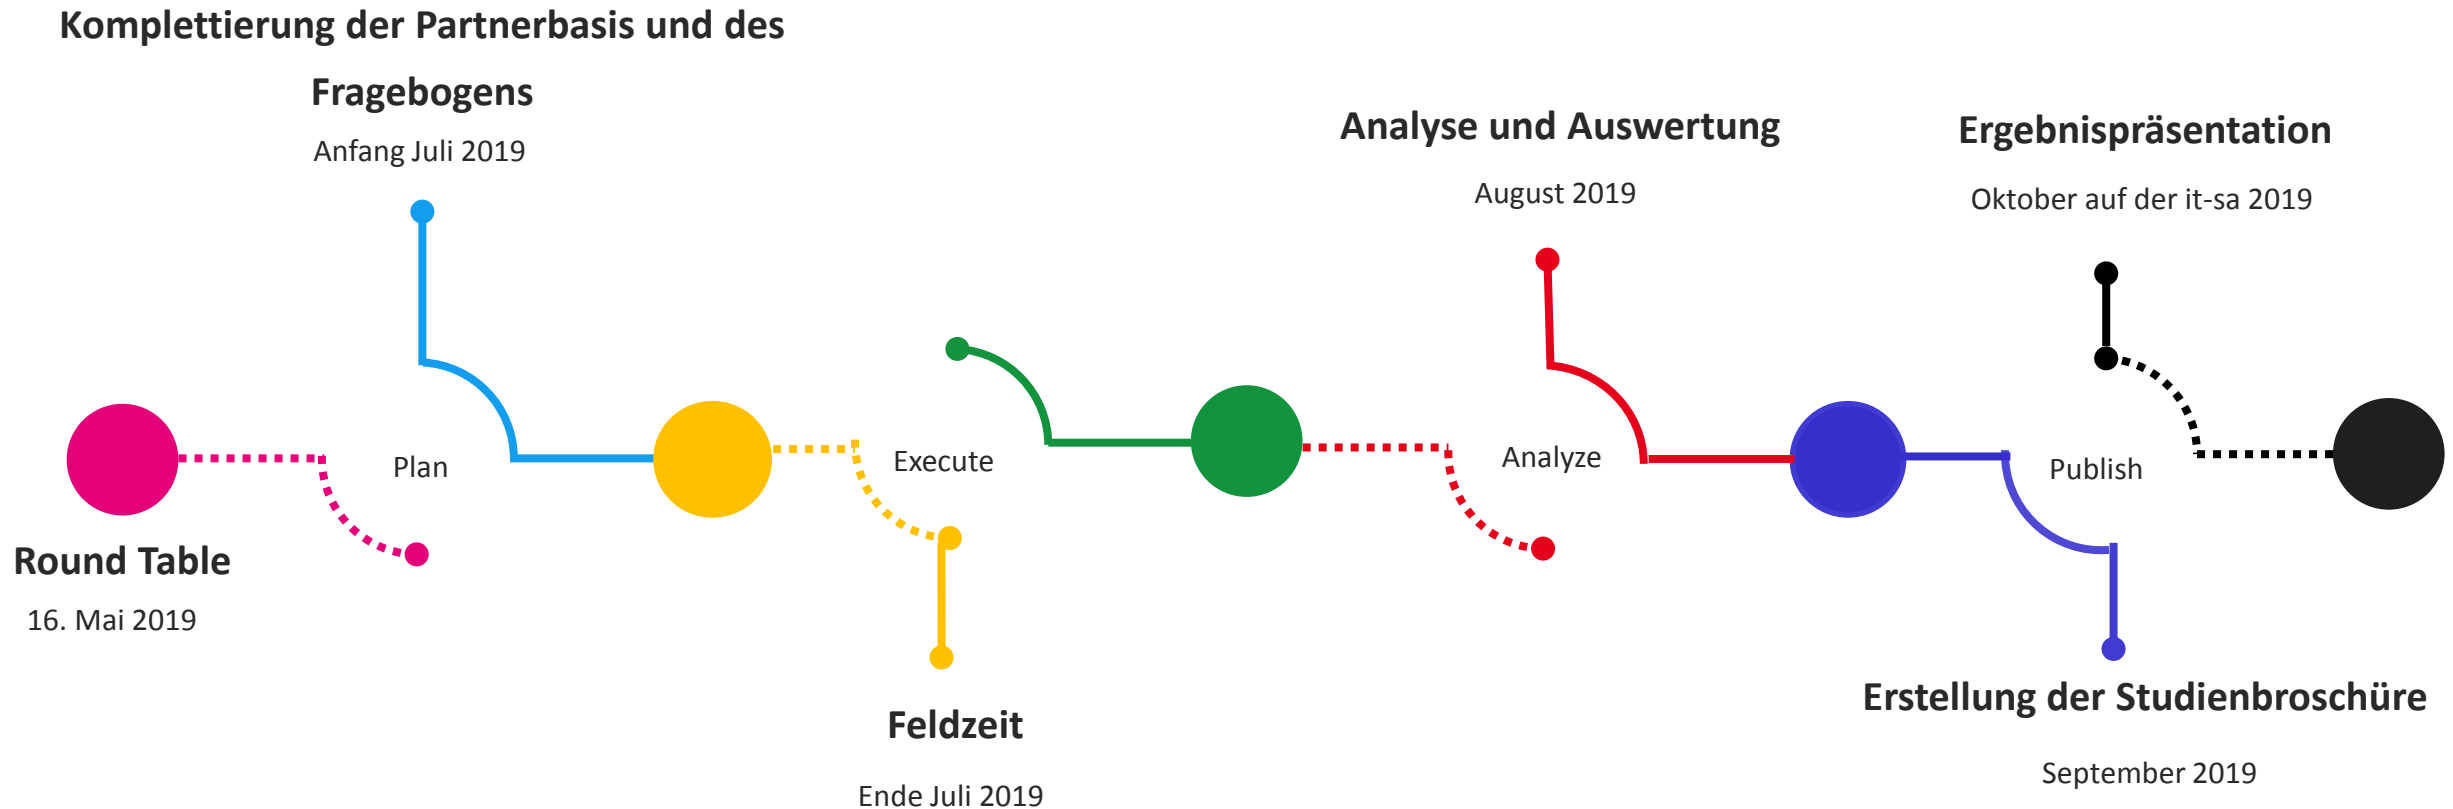 Komplettierung der Partnerbasis und des
Fragebogens
Anfang Juli 2019
Analyse und Auswertung
August 2019
Ergebnispräsentation
Oktober auf der it-sa 2019
Plan
Execute
Analyze
Publish
Round Table
16. Mai 2019
Feldzeit
Ende Juli 2019
Erstellung der Studienbroschüre
September 2019